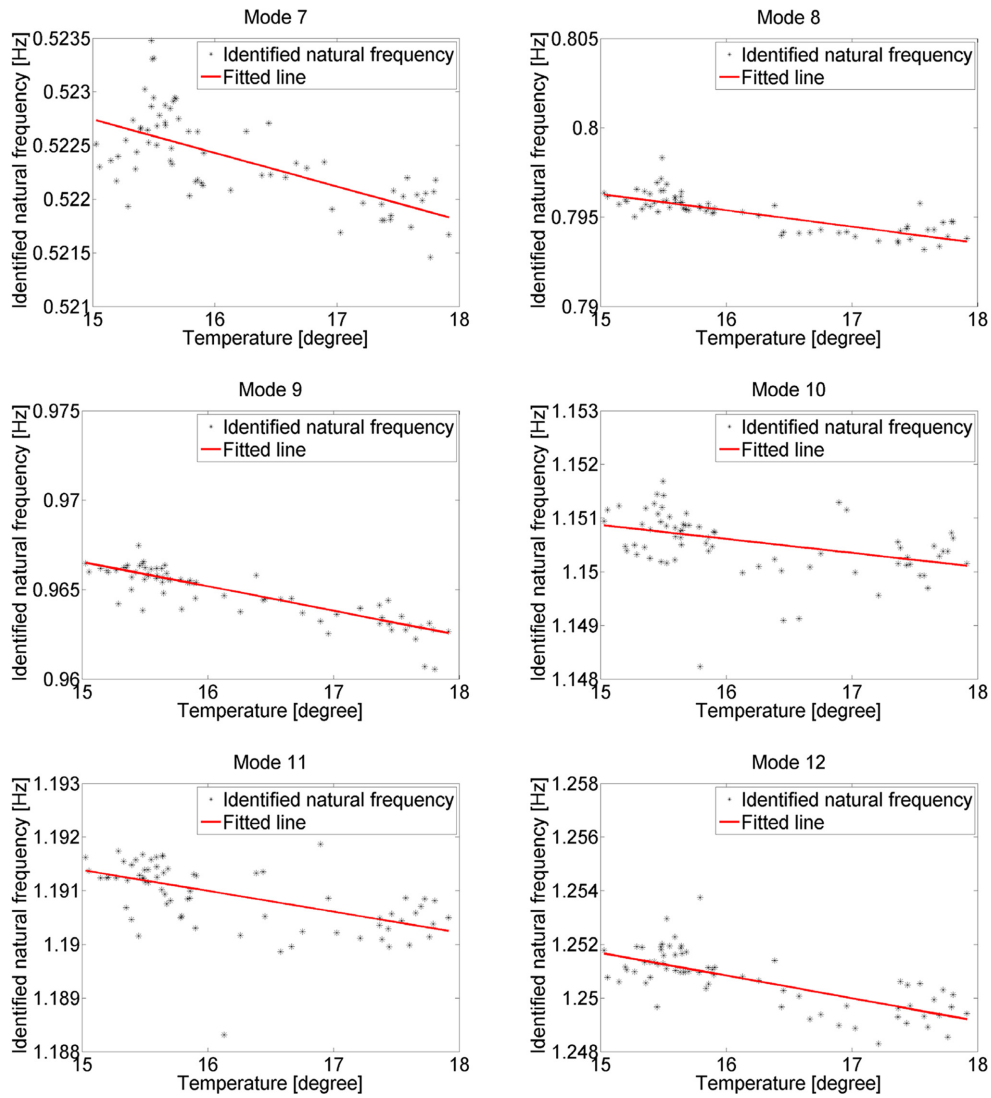 Mode 7
Identified natural frequency [Hz]
0.5235
0.523
0.5225
0.522
0.5215
0.521
15
16
17
18
Temperature [degree]
Identified natural frequency
Fitted line
Mode 8
Identified natural frequency [Hz]
0.805
0.8
0.795
0.79
15
16
17
18
Temperature [degree]
Identified natural frequency
Fitted line
Mode 9
Identified natural frequency [Hz]
0.975
0.97
0.965
0.96
15
16
17
18
Temperature [degree]
Identified natural frequency
Fitted line
Mode 10
Identified natural frequency [Hz]
1.153
1.152
1.151
1.15
1.149
1.148
15
16
17
18
Temperature [degree]
Identified natural frequency
Fitted line
Mode 11
Identified natural frequency [Hz]
1.193
1.192
1.191
1.19
1.189
1.188
15
16
17
18
Temperature [degree]
Identified natural frequency
Fitted line
Mode 12
Identified natural frequency [Hz]
1.258
1.256
1.254
1.252
1.25
1.248
15
16
17
18
Temperature [degree]
Identified natural frequency
Fitted line